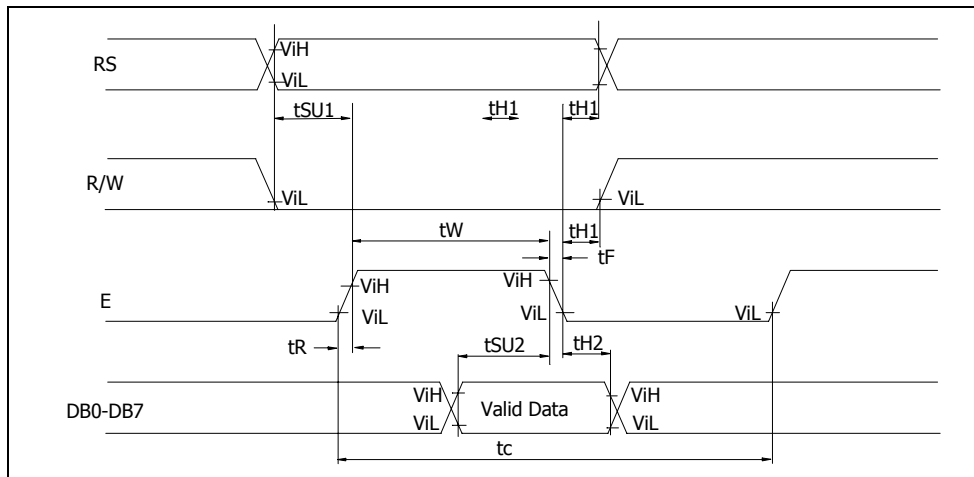 RS
ViH
ViL
tSU1
tH1
tH1
R/W
ViL
ViL
tW
tH1
tF
E
ViH
ViL
ViH
ViL
ViL
tR
tSU2
tH2
DB0-DB7
ViH
ViL
Valid Data
ViH
ViL
tc